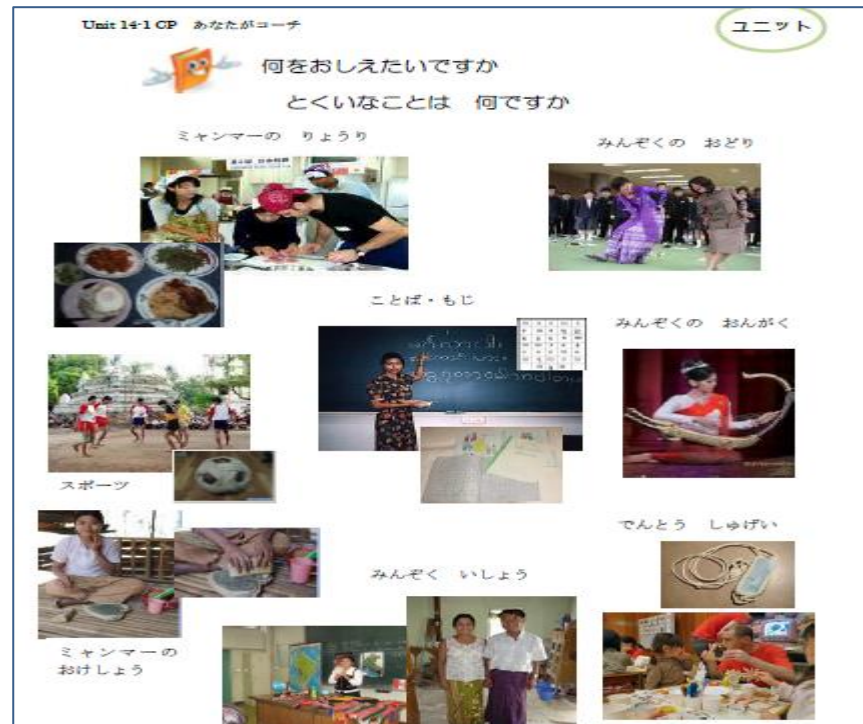 Unit 14-1 CP あなたがコーチ
ユニット
何をおしえたいですか
とくいなことは 何ですか
ミャンマーの りょうり
みんぞくの おどり
ことば・もじ
みんぞくの おんがく
スポーツ
でんとう しゅげい
みんぞく いしょう
ミャンマーの
おけしょう